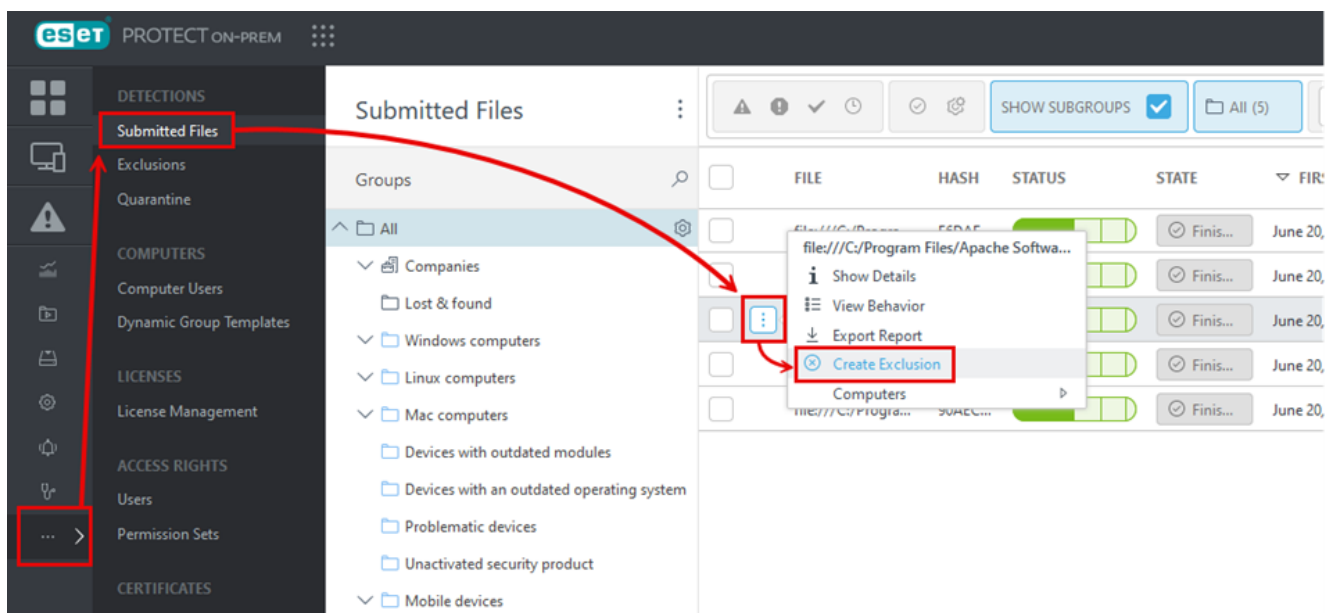 eset PROTECT ON-PREM
DETECTIONS
Submitted Files
Exclusions
Quarantine
COMPUTERS
Computer Users
Dynamic Group Templates
LICENSES
License Management
ACCESS RIGHTS
Users
Permission Sets
CERTIFICATES
Submitted Files
Groups
All
Companies
Lost & found
Windows computers
Linux computers
Mac computers
Devices with outdated modules
Devices with an outdated operating system
Problematic devices
Unactivated security product
Mobile devices
SHOW SUBGROUPS All (5)
FILE HASH STATUS STATE FIRS
Finis... June 20,
Finis... June 20,
Finis... June 20,
Finis... June 20,
file:///C:/Progra... 90AEC... Finis... June 20,
file:///C:/Program Files/Apache Softwa...
Show Details
View Behavior
Export Report
Create Exclusion
Computers